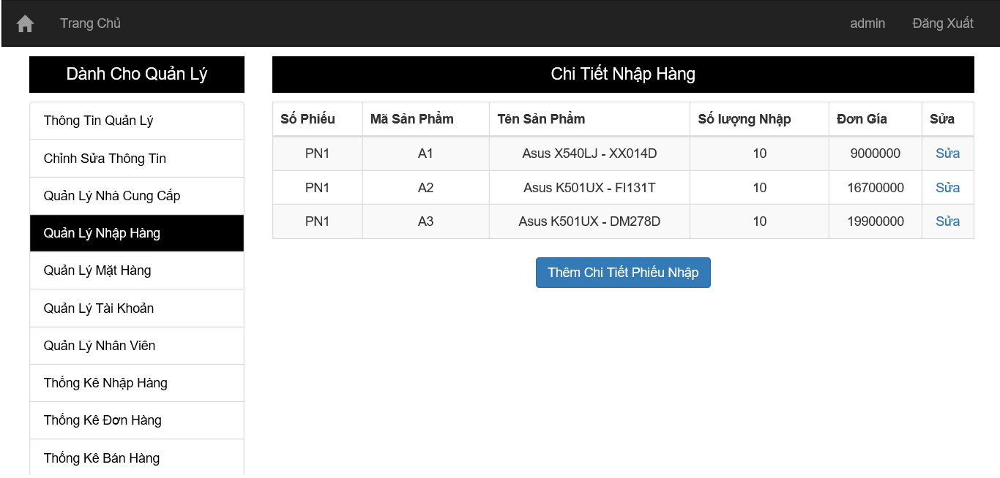 Trang Chủ admin Đăng Xuất
Dành Cho Quản Lý
Thông Tin Quản Lý
Chỉnh Sửa Thông Tin
Quản Lý Nhà Cung Cấp
Quản Lý Nhập Hàng
Quản Lý Mặt Hàng
Quản Lý Tài Khoản
Quản Lý Nhân Viên
Thống Kê Nhập Hàng
Thống Kê Đơn Hàng
Thống Kê Bán Hàng
Chi Tiết Nhập Hàng
Số Phiếu Mã Sản Phẩm Tên Sản Phẩm Số lượng Nhập Đơn Gía Sửa
PN1 A1 Asus X540LJ - XX014D 10 9000000 Sửa
PN1 A2 Asus K501UX - FI131T 10 16700000 Sửa
PN1 A3 Asus K501UX - DM278D 10 19900000 Sửa
Thêm Chi Tiết Phiếu Nhập